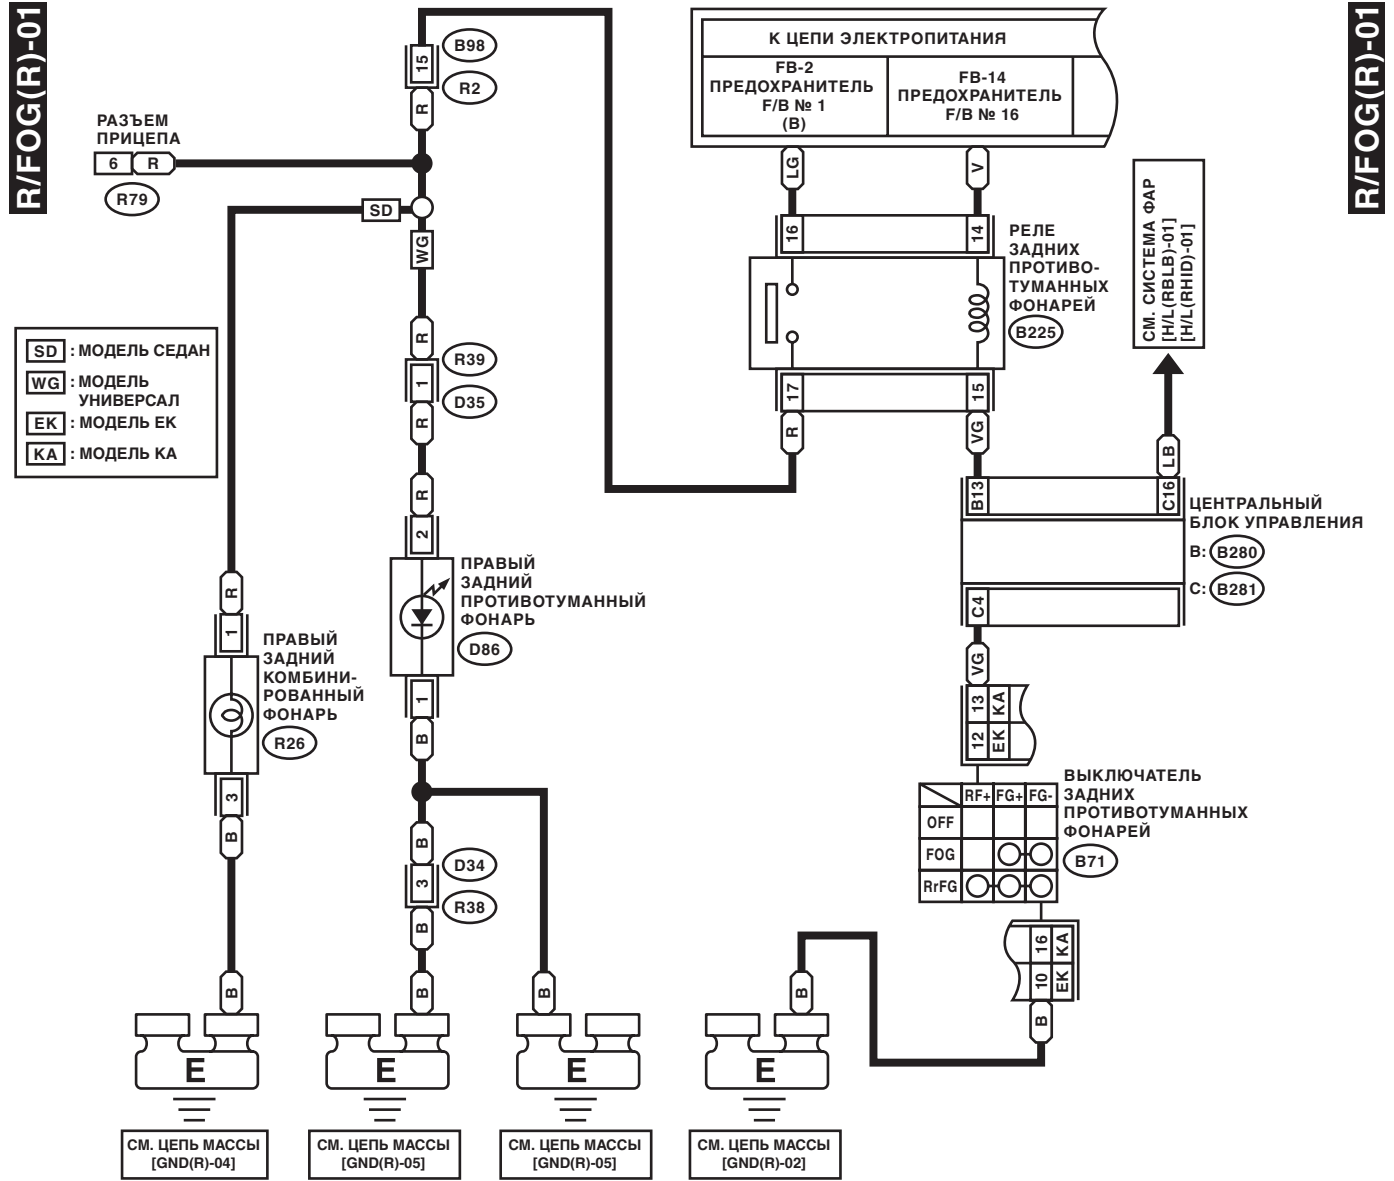 R/FOG(R)-01
R/FOG(R)-01
К ЦЕПИ ЭЛЕКТРОПИТАНИЯ
FB-2
ПРЕДОХРАНИТЕЛЬ
F/B № 1
(B)
FB-14
ПРЕДОХРАНИТЕЛЬ
F/B № 16
15
B98
R2
R
РАЗЪЕМ
ПРИЦЕПА
6 R
R79
SD
WG
LG
V
16
14
РЕЛЕ
ЗАДНИХ
ПРОТИВО-
ТУМАННЫХ
ФОНАРЕЙ
B225
17
15
R
VG
СМ. СИСТЕМА ФАР
[H/L(RBLB)-01]
[H/L(RHID)-01]
LB
SD : МОДЕЛЬ СЕДАН
WG : МОДЕЛЬ
УНИВЕРСАЛ
EK : МОДЕЛЬ EK
KA : МОДЕЛЬ KA
R
1
R39
D35
R
R
2
ПРАВЫЙ
ЗАДНИЙ
ПРОТИВОТУМАННЫЙ
ФОНАРЬ
D86
1
B
B13
C16
ЦЕНТРАЛЬНЫЙ
БЛОК УПРАВЛЕНИЯ
B: B280
C: B281
C4
VG
13 KA
12 EK
R
1
ПРАВЫЙ
ЗАДНИЙ
КОМБИНИ-
РОВАННЫЙ
ФОНАРЬ
R26
3
B
B
B
3
D34
R38
B
B
B
RF+ FG+ FG-
OFF
FOG
RrFG
ВЫКЛЮЧАТЕЛЬ
ЗАДНИХ
ПРОТИВОТУМАННЫХ
ФОНАРЕЙ
B71
16 KA
10 EK
B
B
E
E
E
E
СМ. ЦЕПЬ МАССЫ
[GND(R)-04]
СМ. ЦЕПЬ МАССЫ
[GND(R)-05]
СМ. ЦЕПЬ МАССЫ
[GND(R)-05]
СМ. ЦЕПЬ МАССЫ
[GND(R)-02]